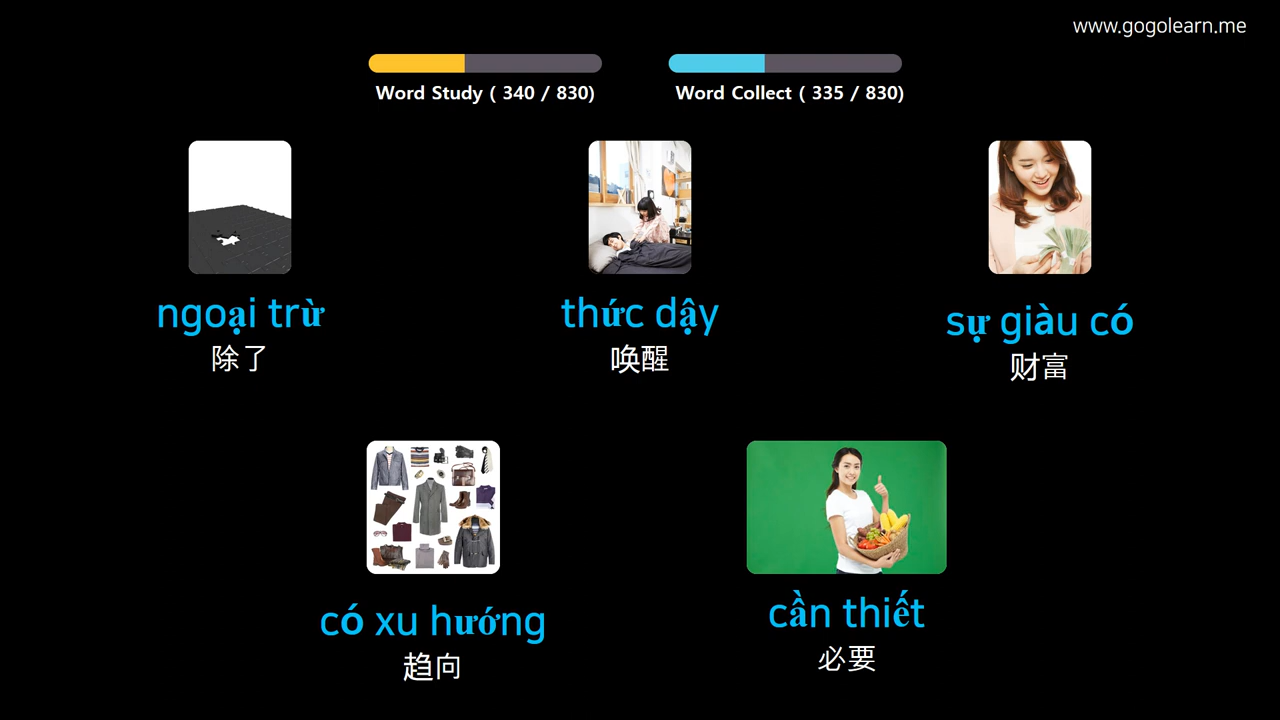 www.gogolearn.me
Word Study ( 340 / 830)
Word Collect ( 335 / 830)
ngoại trừ
除了
thức dậy
唤醒
sự giàu có
财富
có xu hướng
趋向
cần thiết
必要